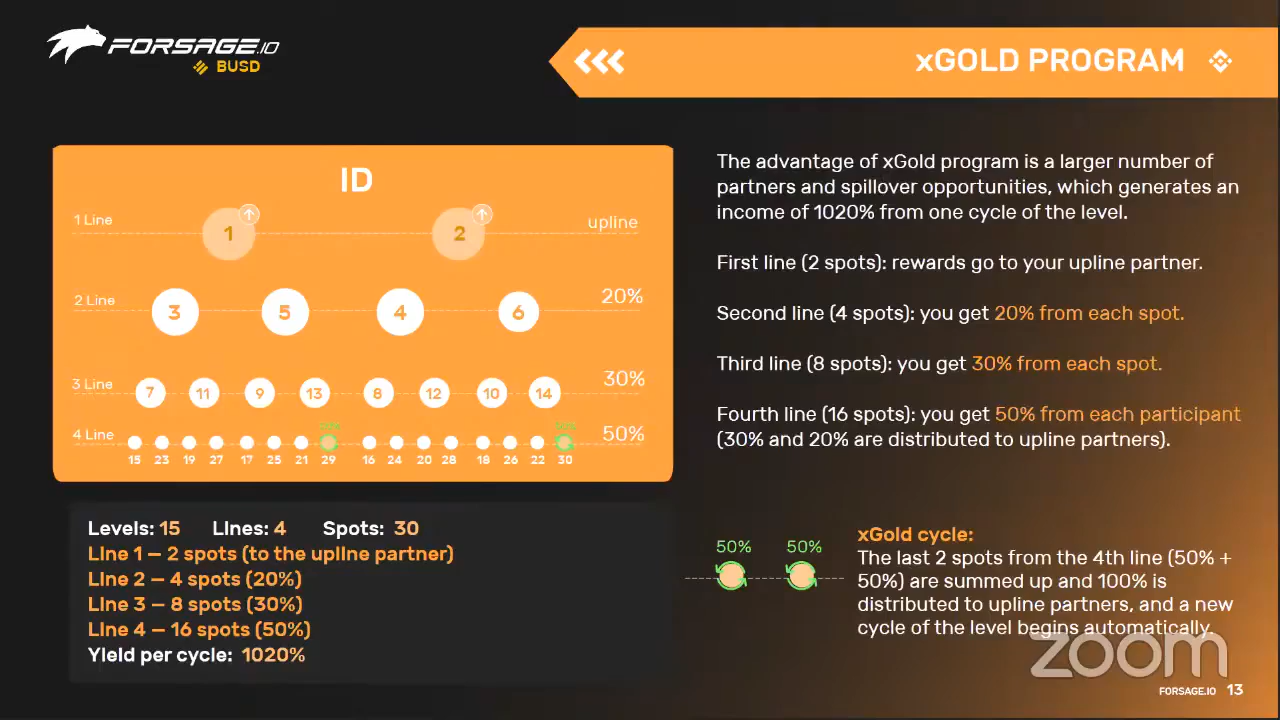 FORSAGE.IO
BUSD
xGOLD PROGRAM
ID
1 Line
1
2
upline
2 Line
3
5
4
6
20%
3 Line
7
11
9
13
8
12
10
14
30%
4 Line
50%
15 23 19 27 17 25 21 29 16 24 20 28 18 26 22 30
Levels: 15 Lines: 4 Spots: 30
Line 1 – 2 spots (to the upline partner)
Line 2 – 4 spots (20%)
Line 3 – 8 spots (30%)
Line 4 – 16 spots (50%)
Yield per cycle: 1020%
The advantage of xGold program is a larger number of
partners and spillover opportunities, which generates an
income of 1020% from one cycle of the level.
First line (2 spots): rewards go to your upline partner.
Second line (4 spots): you get 20% from each spot.
Third line (8 spots): you get 30% from each spot.
Fourth line (16 spots): you get 50% from each participant
(30% and 20% are distributed to upline partners).
50% 50%
xGold cycle:
The last 2 spots from the 4th line (50% +
50%) are summed up and 100% is
distributed to upline partners, and a new
cycle of the level begins automatically.
zoom
FORSAGE.IO 13